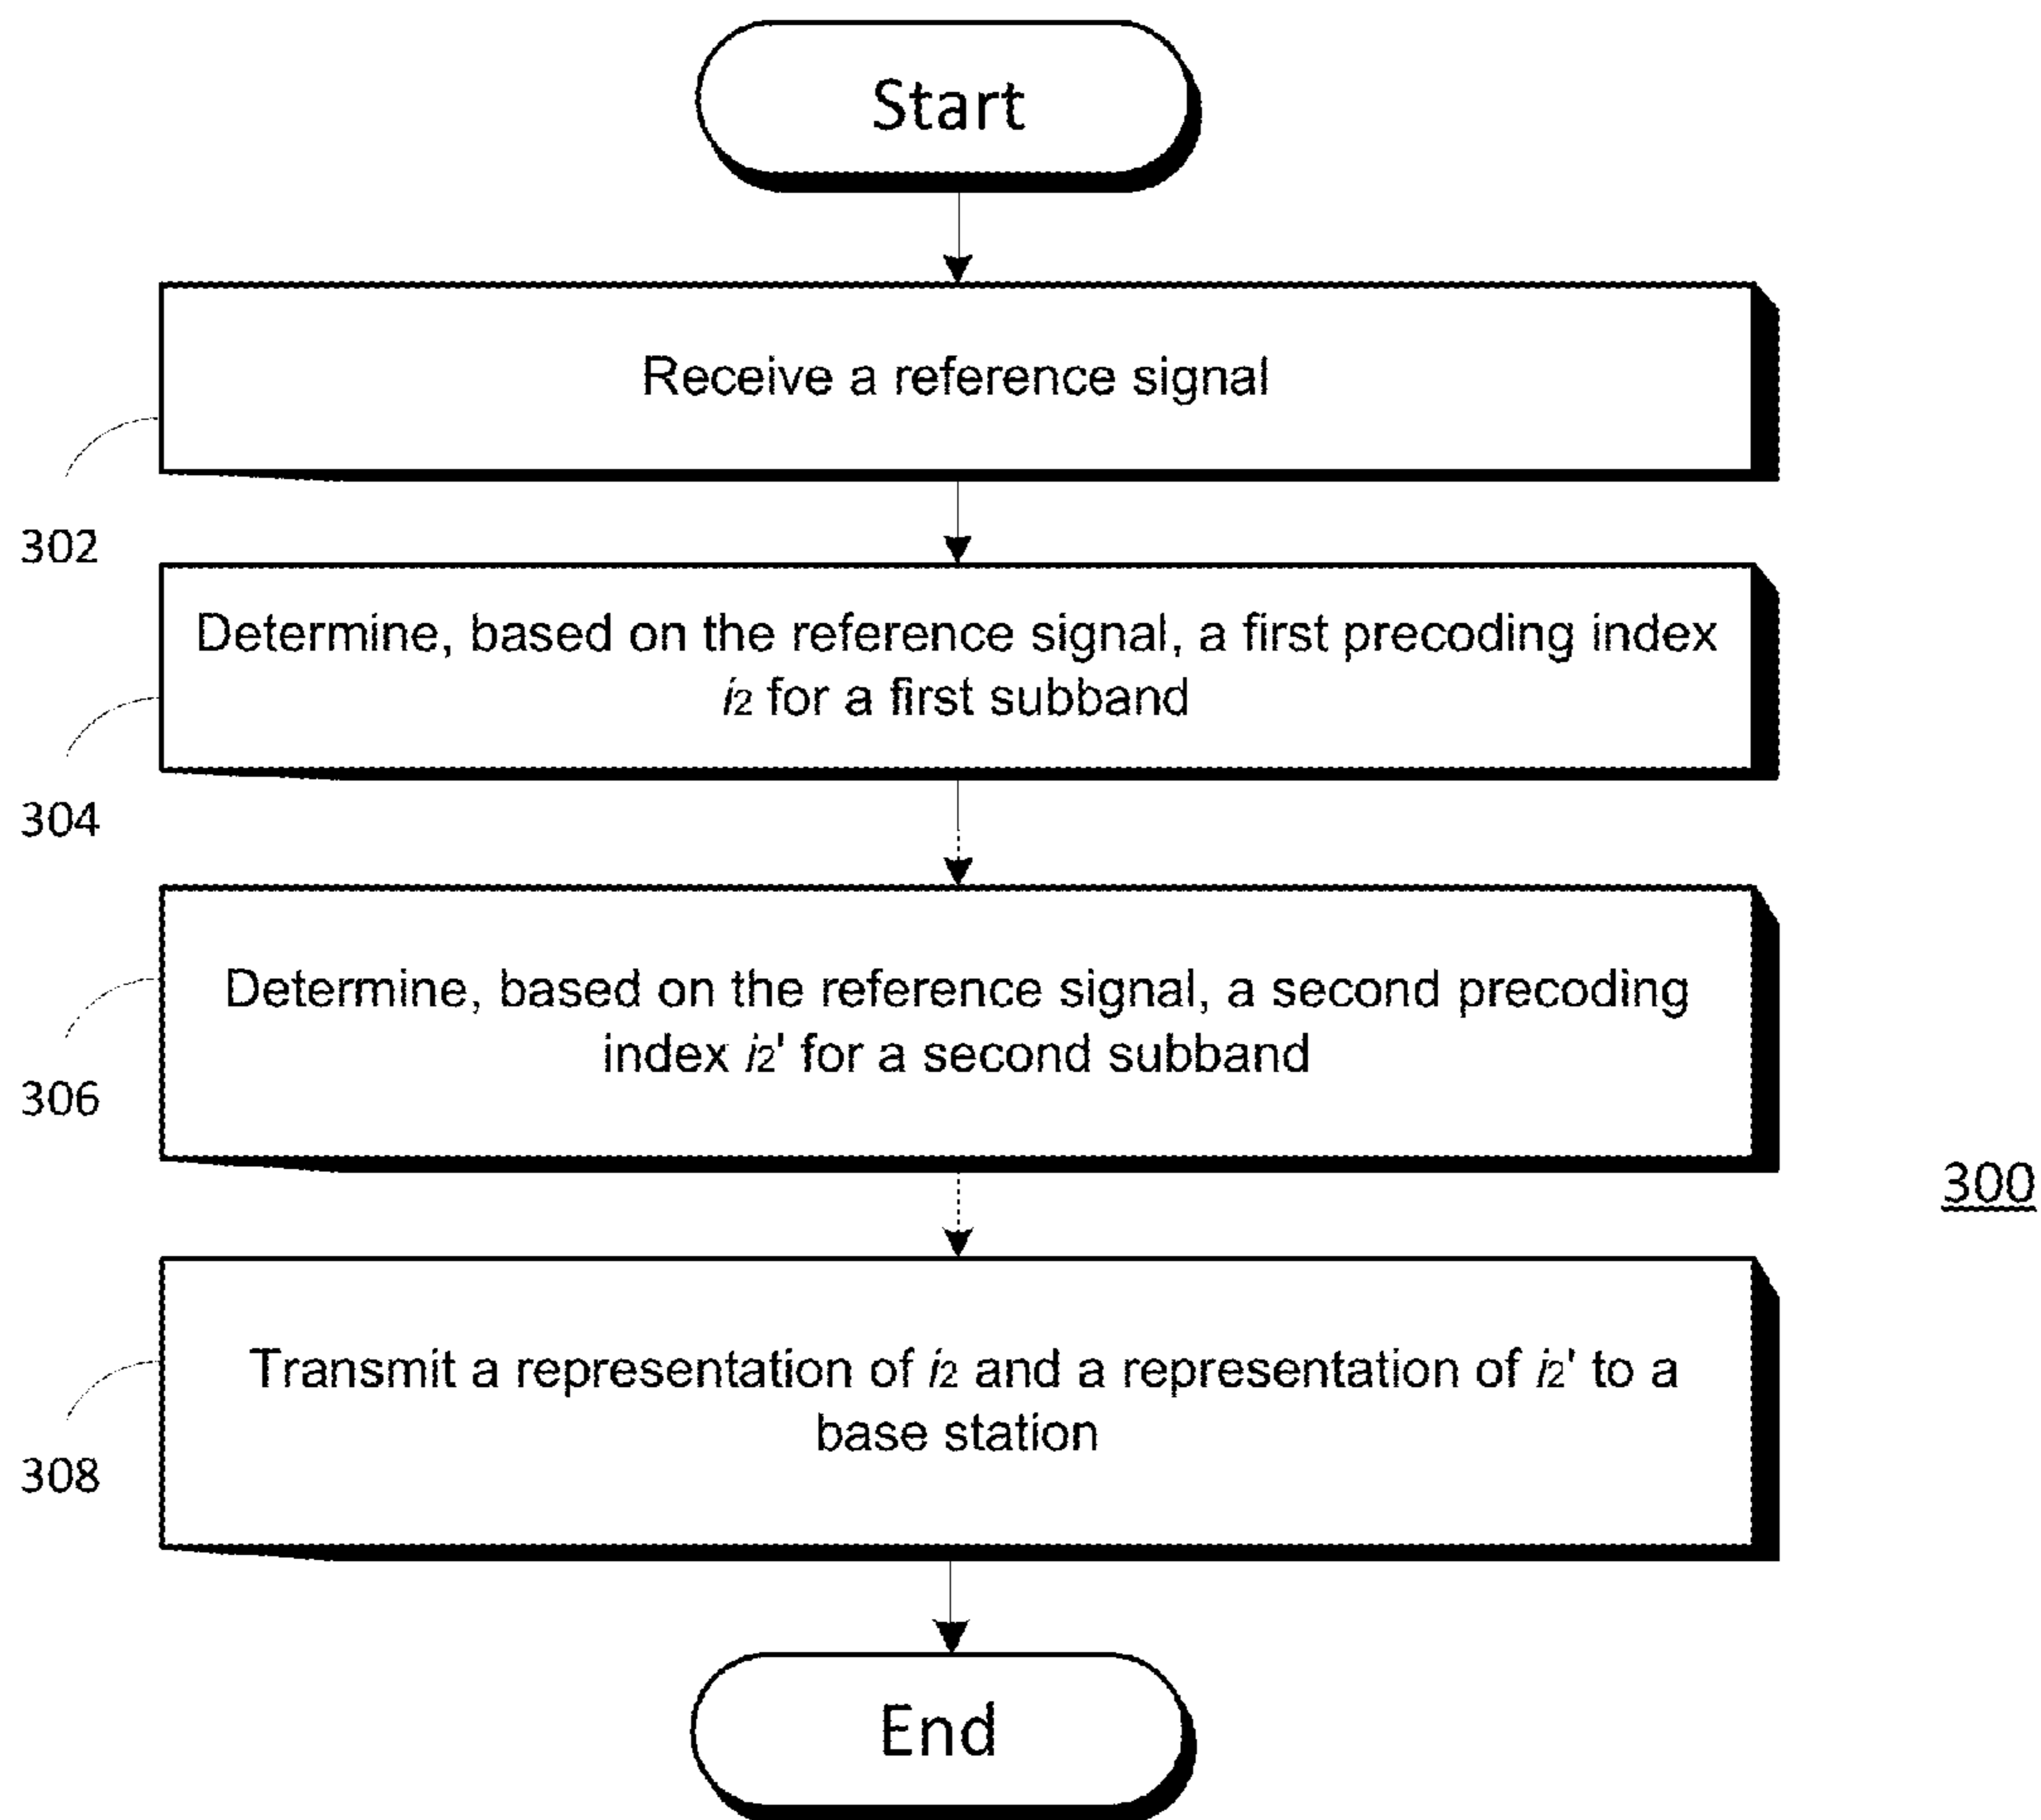 Start
Receive a reference signal
302
Determine, based on the reference signal, a first precoding index
i2 for a first subband
304
Determine, based on the reference signal, a second precoding
index i2' for a second subband
306
300
Transmit a representation of i2 and a representation of i2' to a
base station
308
End